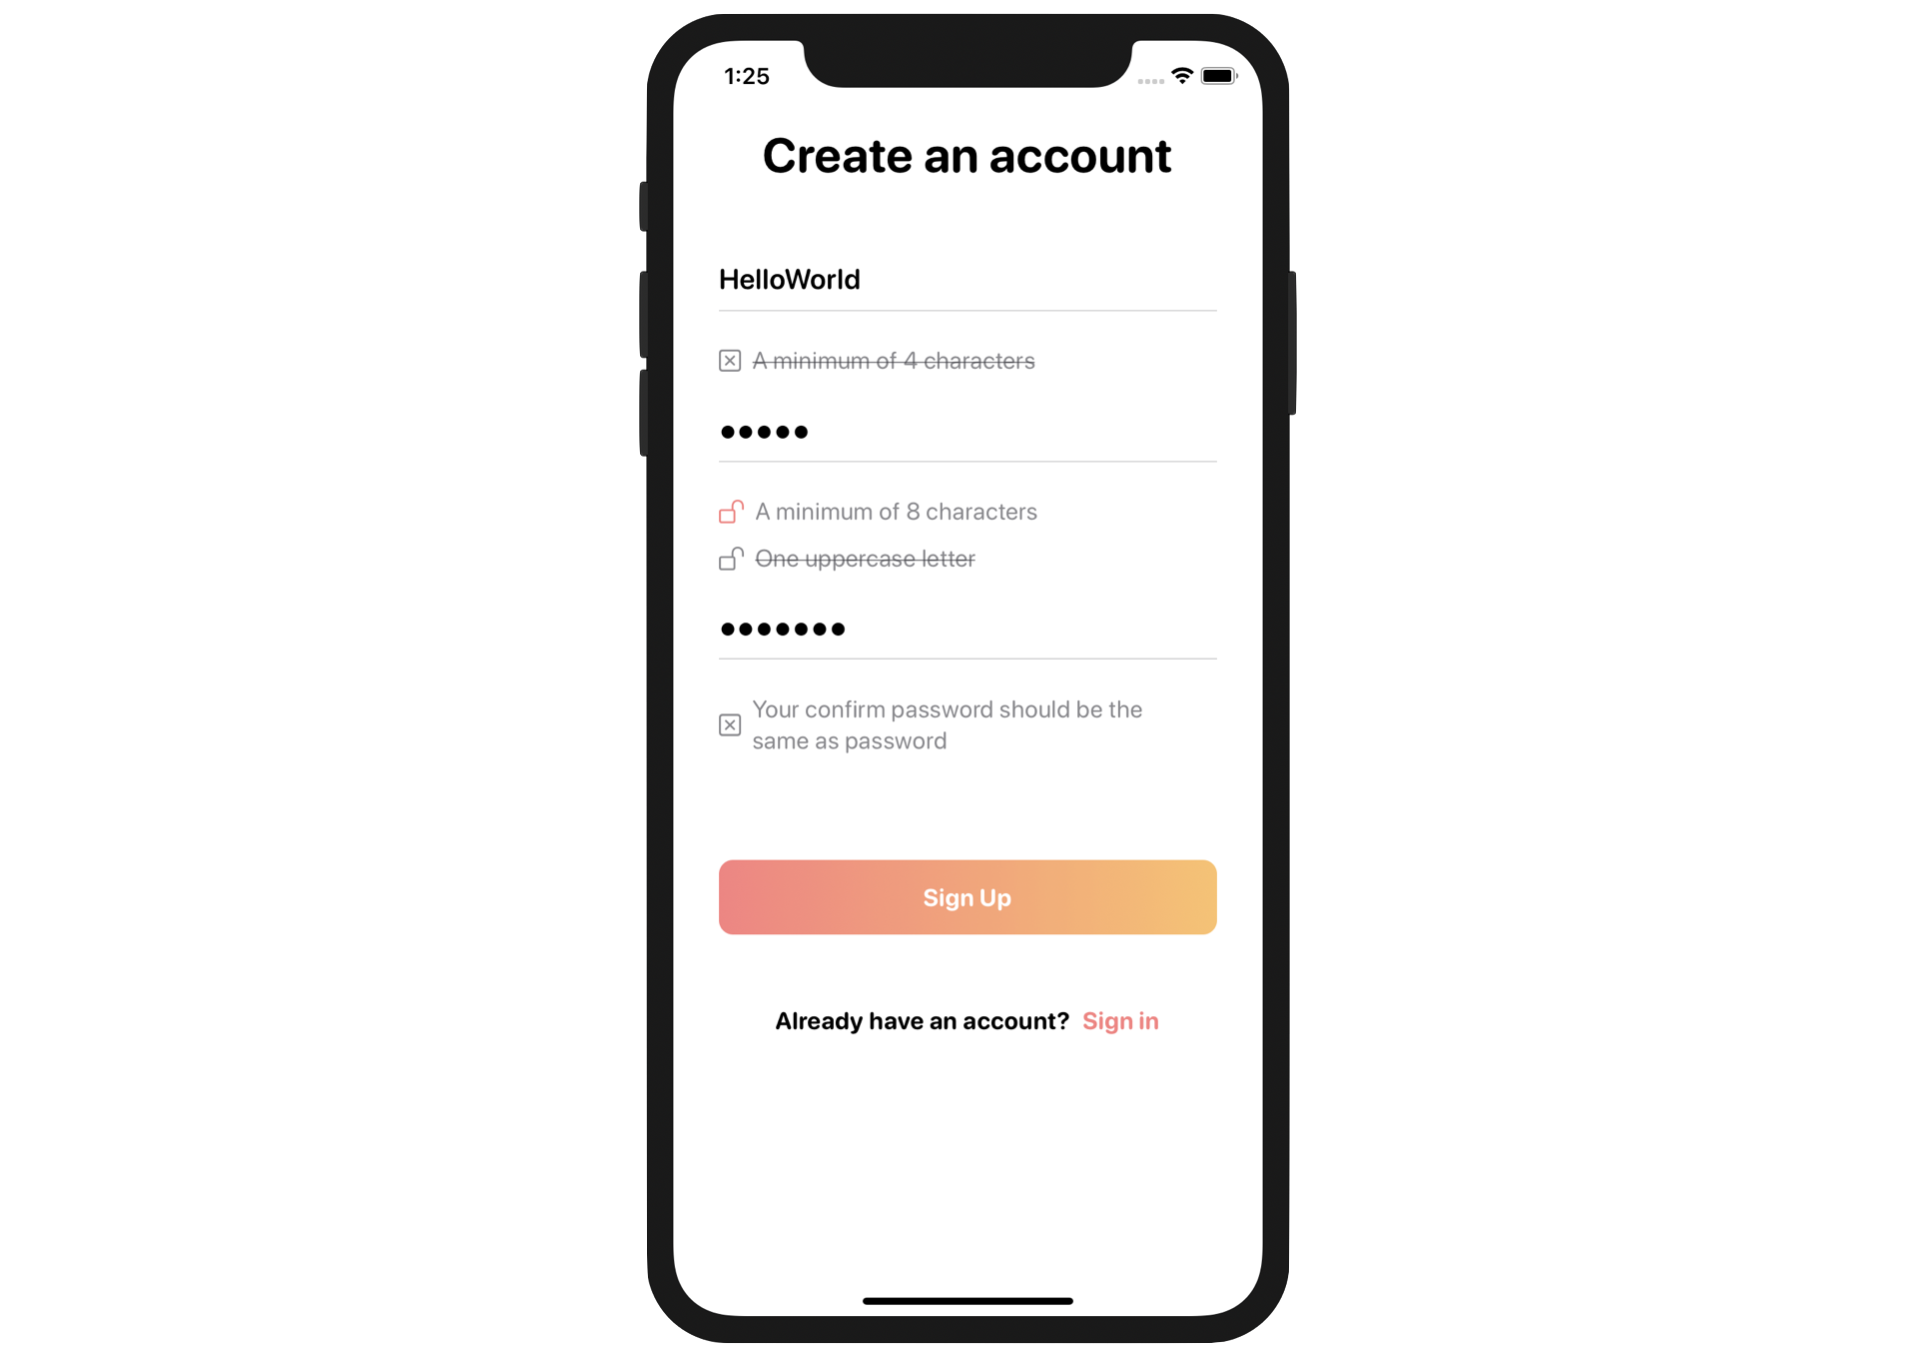 1:25
Create an account
HelloWorld
A minimum of 4 characters
●●●●●
A minimum of 8 characters
One uppercase letter
●●●●●●●
Your confirm password should be the
same as password
Sign Up
Already have an account? Sign in